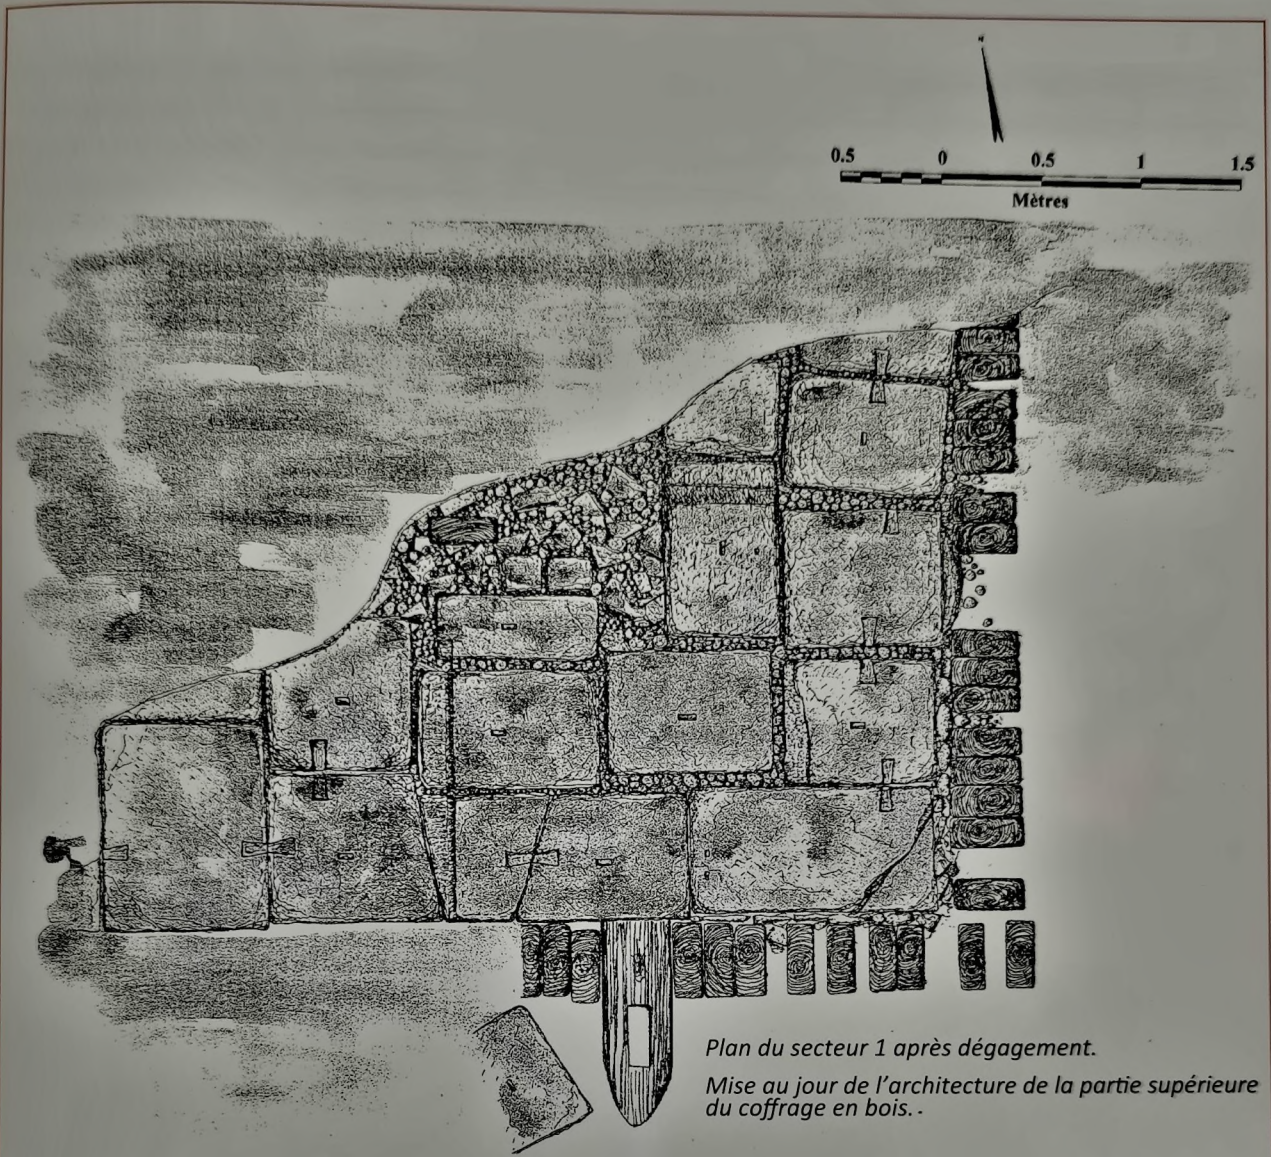 0.5 0 0.5 1 1.5
Mètres
Plan du secteur 1 après dégagement.
Mise au jour de l'architecture de la partie supérieure
du coffrage en bois. .